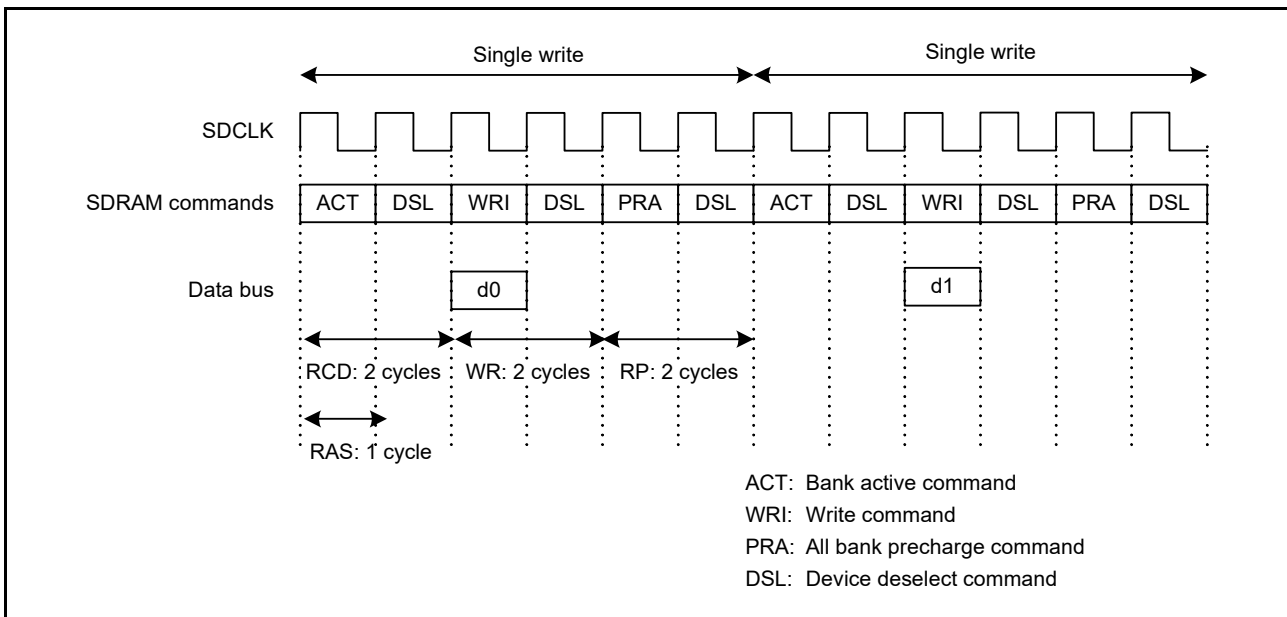 Single write Single write
SDCLK
SDRAM commands ACT DSL WRI DSL PRA DSL ACT DSL WRI DSL PRA DSL
Data bus d0 d1
RCD: 2 cycles WR: 2 cycles RP: 2 cycles
RAS: 1 cycle
ACT: Bank active command
WRI: Write command
PRA: All bank precharge command
DSL: Device deselect command